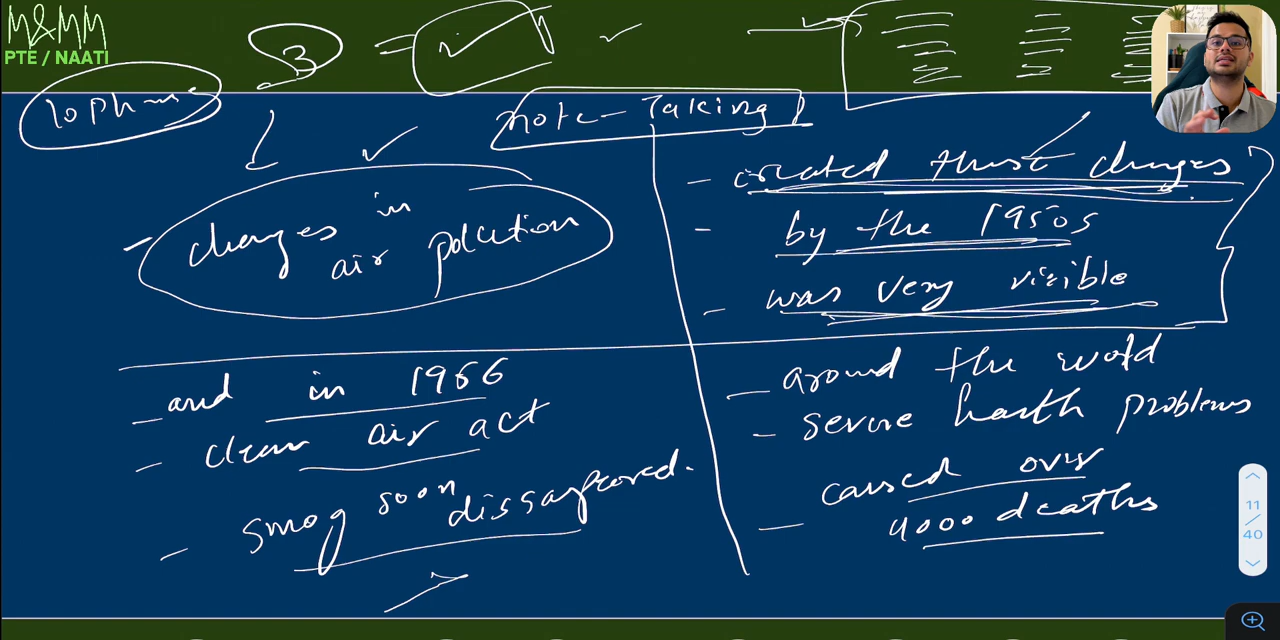 M&MM
PTE / NAATI
3
10 phrases
note-Taking
- changes in
air pollution
- created these changes
- by the 1950s
- was very visible
- and in 1956
- clean air act
- smog soon dissappeared.
- around the world
- severe health problems
- caused over
4000 deaths
11
40